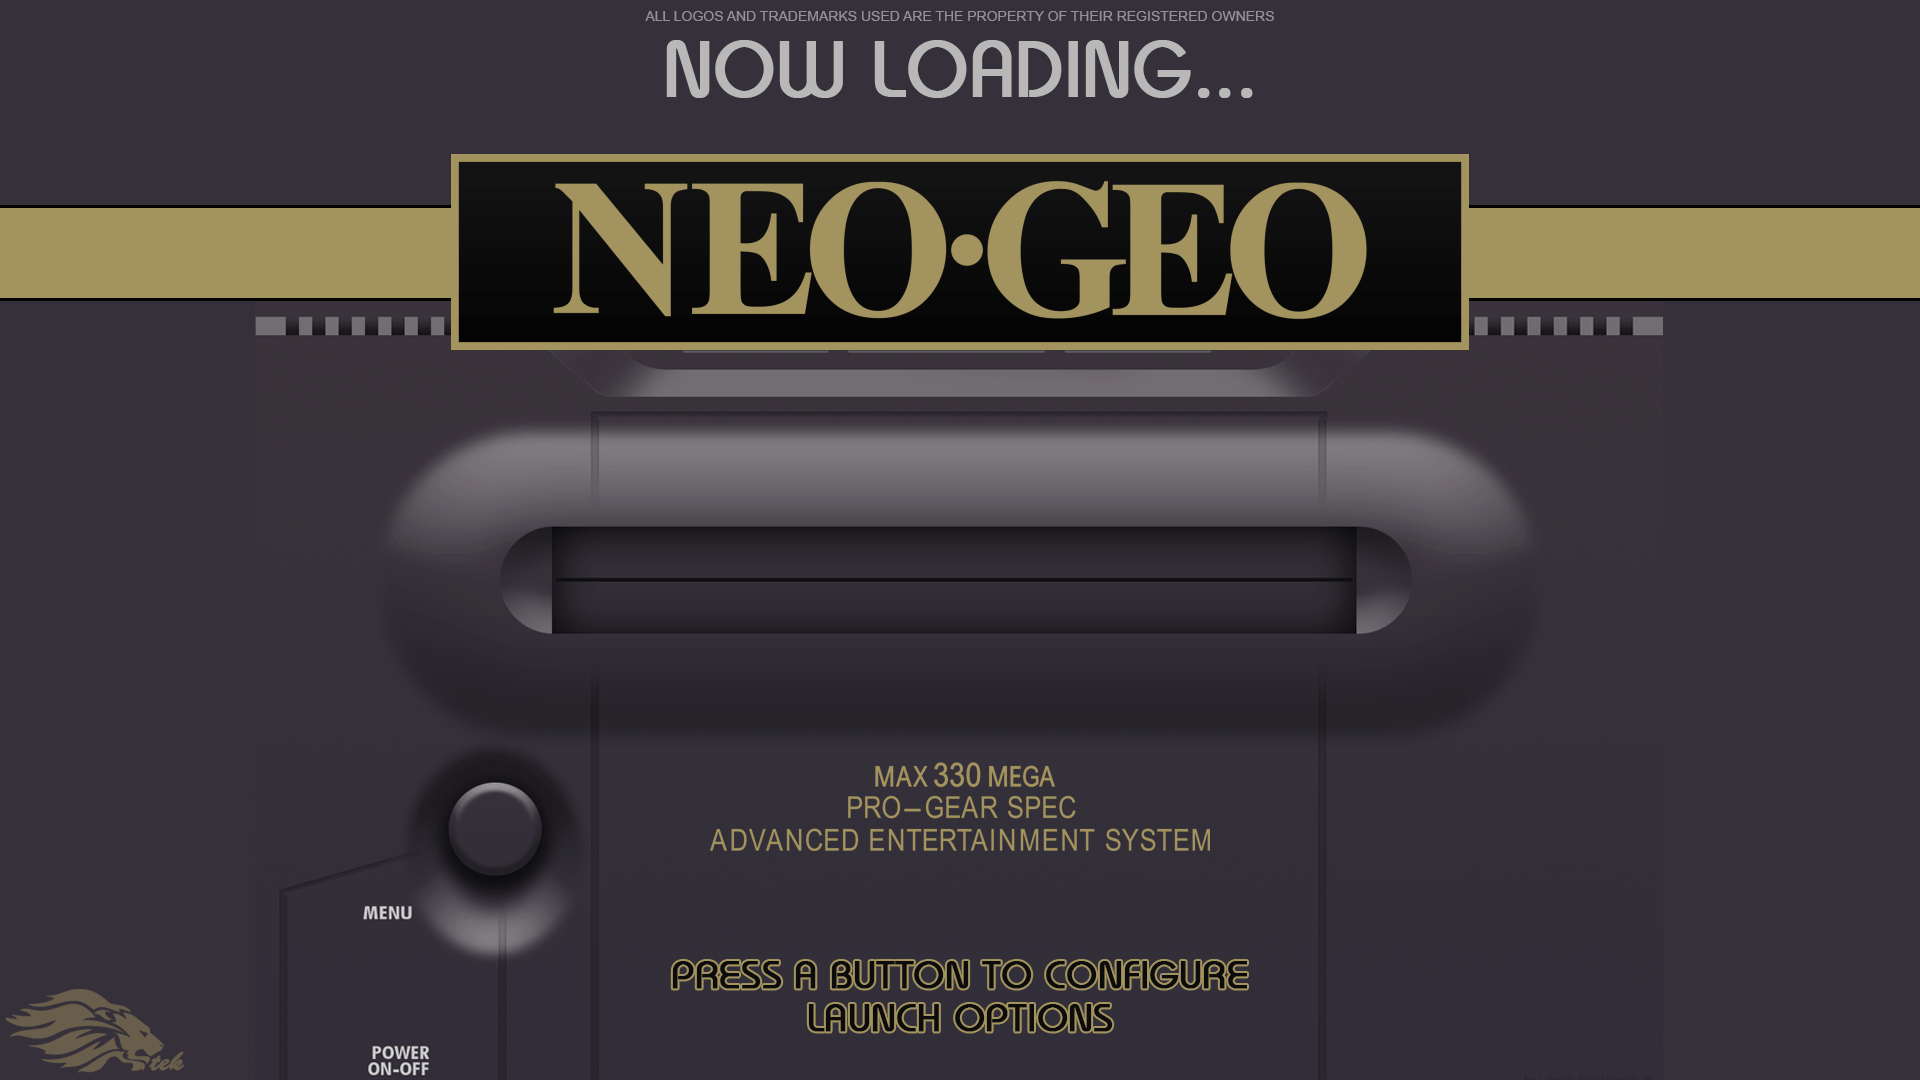 ALL LOGOS AND TRADEMARKS USED ARE THE PROPERTY OF THEIR REGISTERED OWNERS
NOW LOADING...
NEO•GEO
MAX 330 MEGA
PRO–GEAR SPEC
ADVANCED ENTERTAINMENT SYSTEM
MENU
PRESS A BUTTON TO CONFIGURE
LAUNCH OPTIONS
POWER
ON-OFF
tek